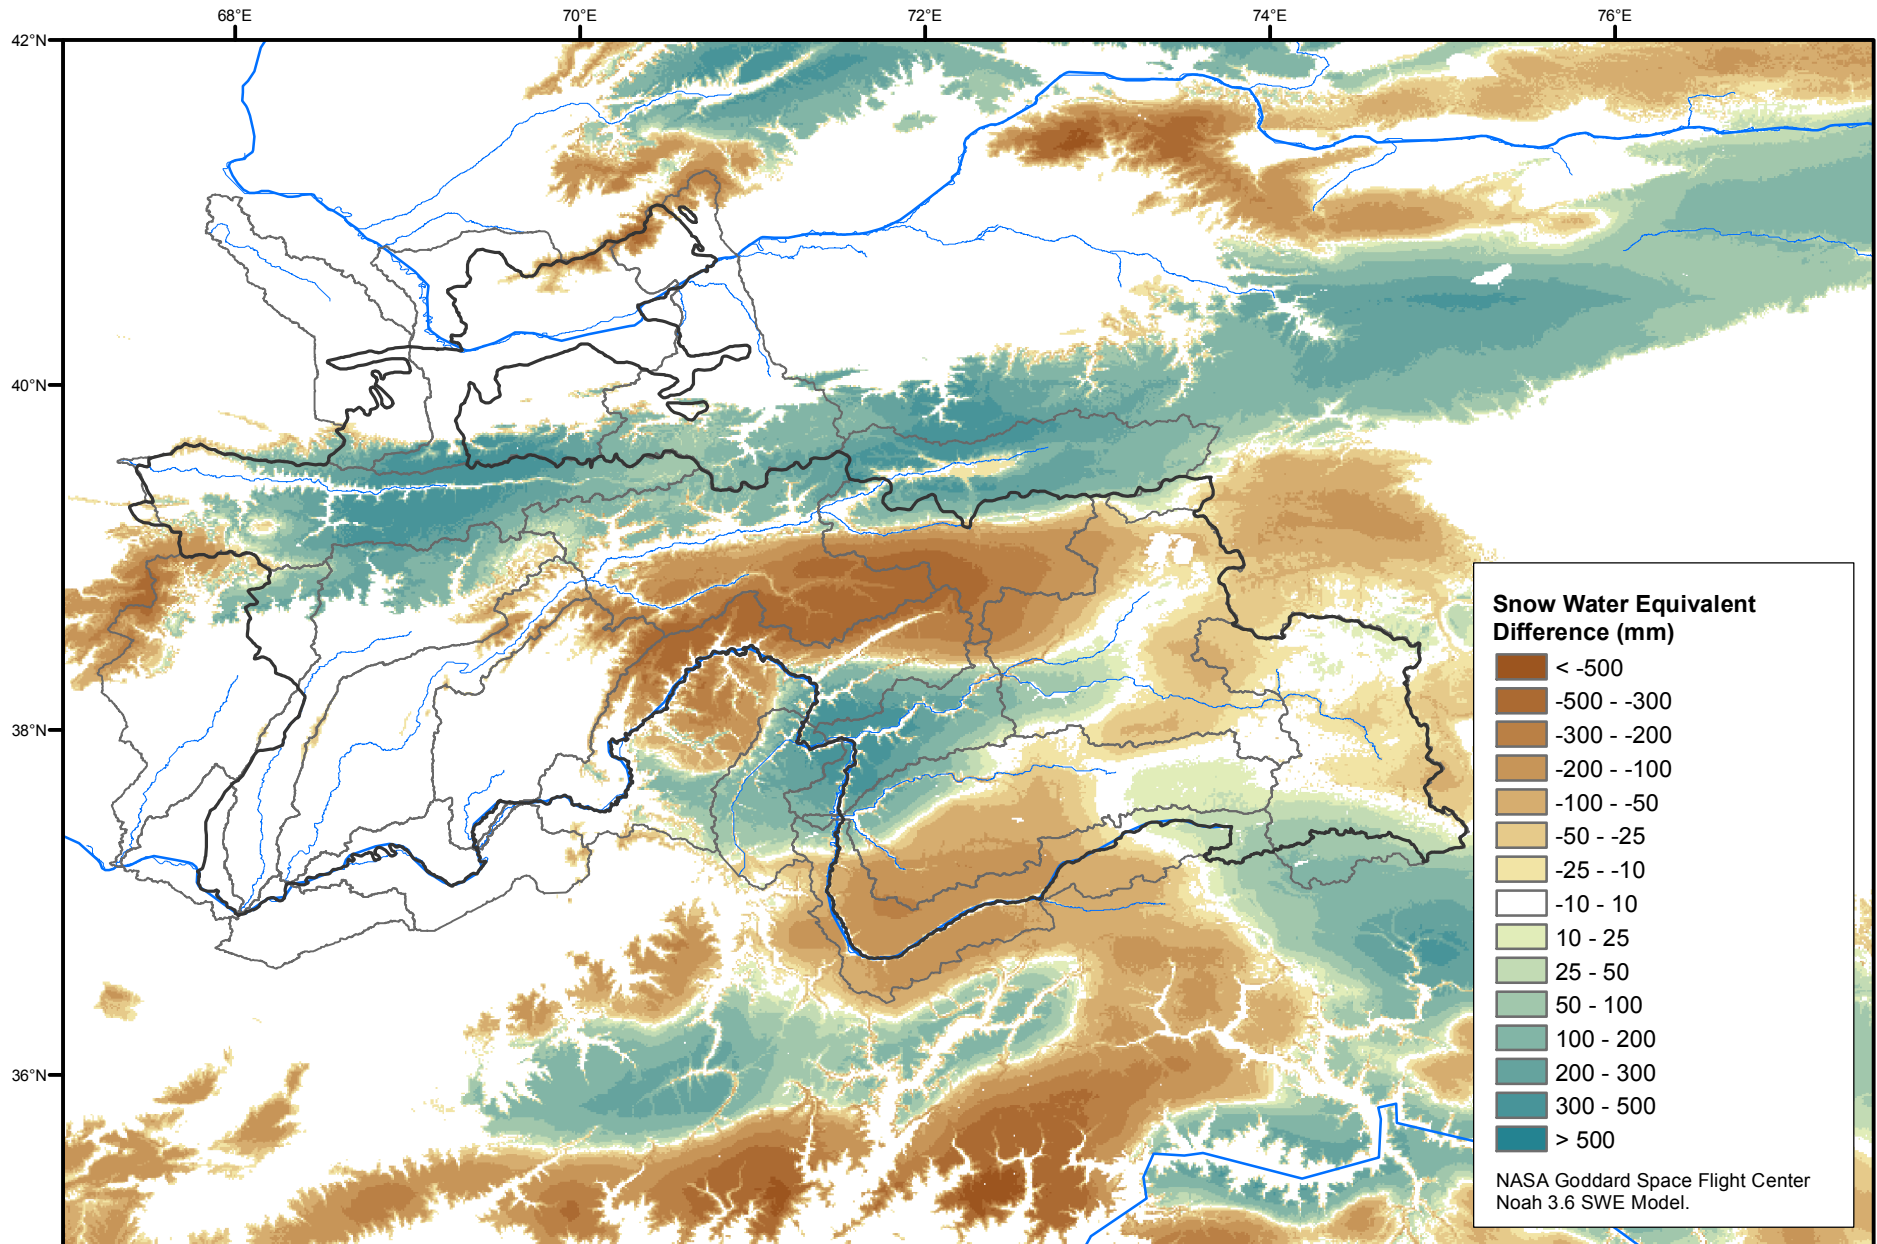 68°E
70°E
72°E
74°E
76°E
42°N
40°N
38°N
36°N
Snow Water Equivalent
Difference (mm)
< -500
-500 - -300
-300 - -200
-200 - -100
-100 - -50
-50 - -25
-25 - -10
-10 - 10
10 - 25
25 - 50
50 - 100
100 - 200
200 - 300
300 - 500
> 500
NASA Goddard Space Flight Center
Noah 3.6 SWE Model.